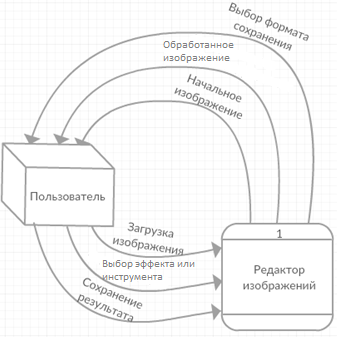 Выбор формата
сохранения
Обработанное
изображение
Начальное
изображение
Пользователь
Загрузка
изображения
1
Редактор
изображений
Выбор эффекта или
инструмента
Сохранение
результата